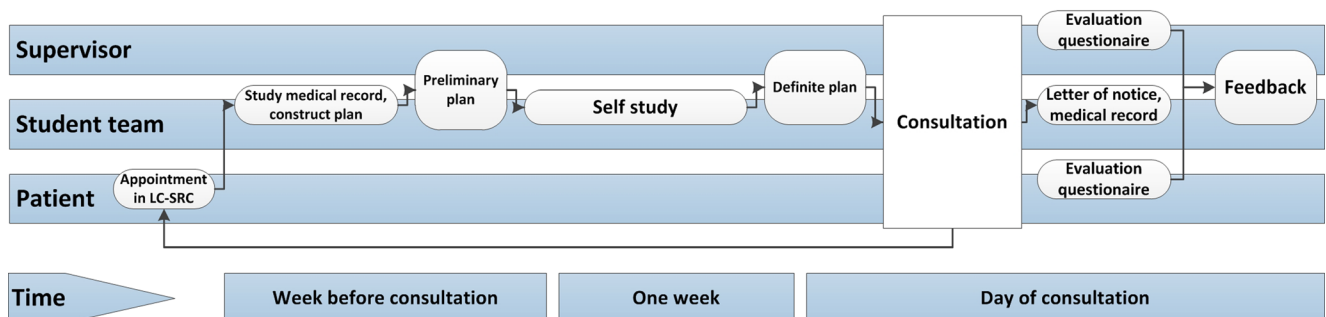 Supervisor
Evaluation
questionaire
Preliminary
plan
Definite plan
Feedback
Student team
Study medical record,
construct plan
Self study
Consultation
Letter of notice,
medical record
Patient
Appointment
in LC-SRC
Evaluation
questionaire
Time
Week before consultation
One week
Day of consultation